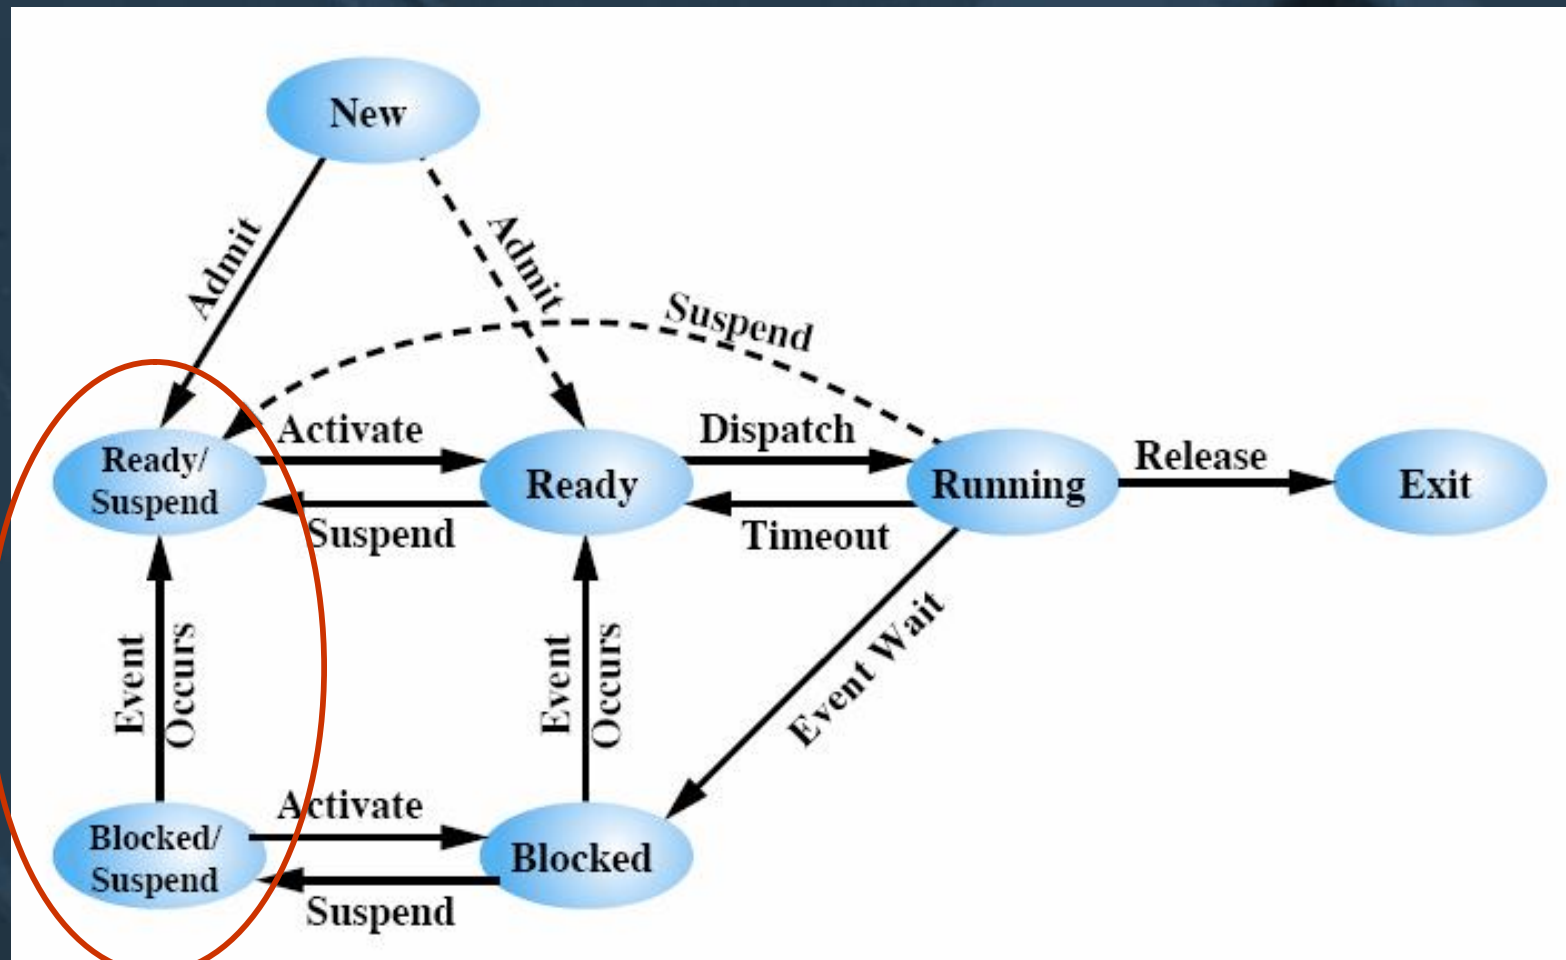 New
Admit
Admit
Suspend
Activate
Dispatch
Release
Ready/
Suspend
Ready
Running
Exit
Suspend
Timeout
Event
Occurs
Event
Occurs
Event Wait
Activate
Blocked/
Suspend
Blocked
Suspend